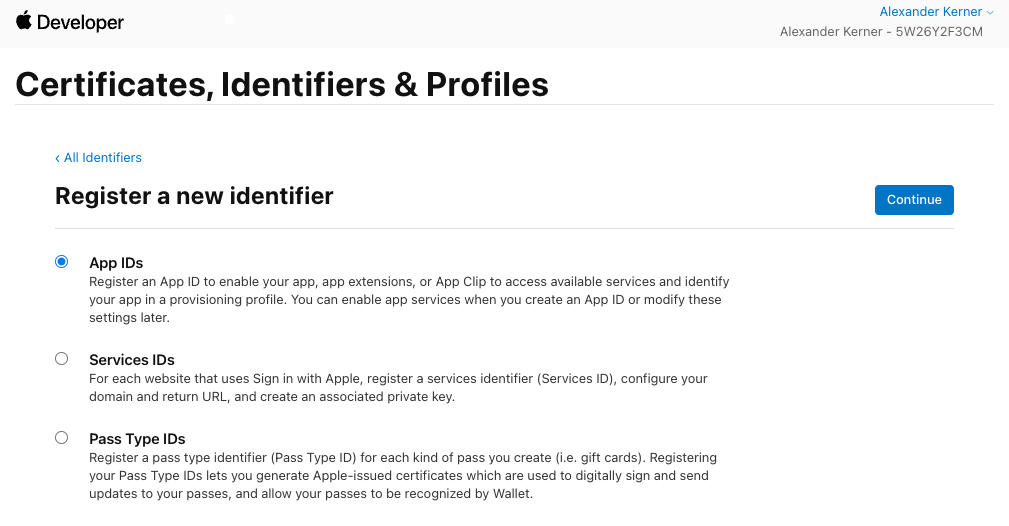 Developer
Alexander Kerner
Alexander Kerner - 5W26Y2F3CM
Certificates, Identifiers & Profiles
‹ All Identifiers
Register a new identifier
Continue
App IDs
Register an App ID to enable your app, app extensions, or App Clip to access available services and identify
your app in a provisioning profile. You can enable app services when you create an App ID or modify these
settings later.
Services IDs
For each website that uses Sign in with Apple, register a services identifier (Services ID), configure your
domain and return URL, and create an associated private key.
Pass Type IDs
Register a pass type identifier (Pass Type ID) for each kind of pass you create (i.e. gift cards). Registering
your Pass Type IDs lets you generate Apple-issued certificates which are used to digitally sign and send
updates to your passes, and allow your passes to be recognized by Wallet.